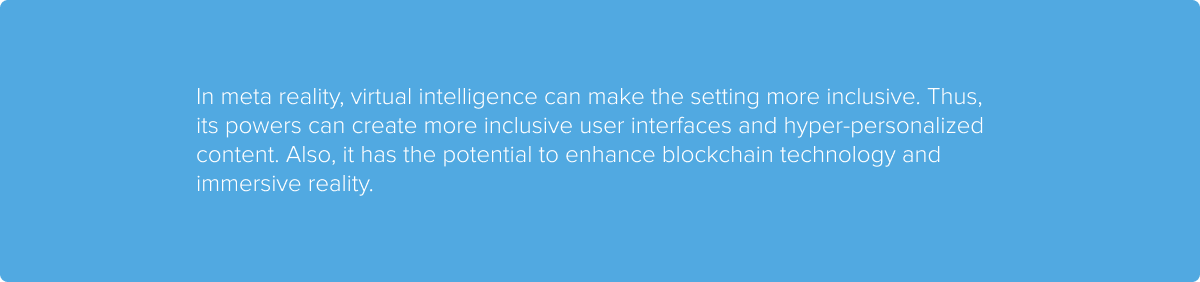 In meta reality, virtual intelligence can make the setting more inclusive. Thus,
its powers can create more inclusive user interfaces and hyper-personalized
content. Also, it has the potential to enhance blockchain technology and
immersive reality.